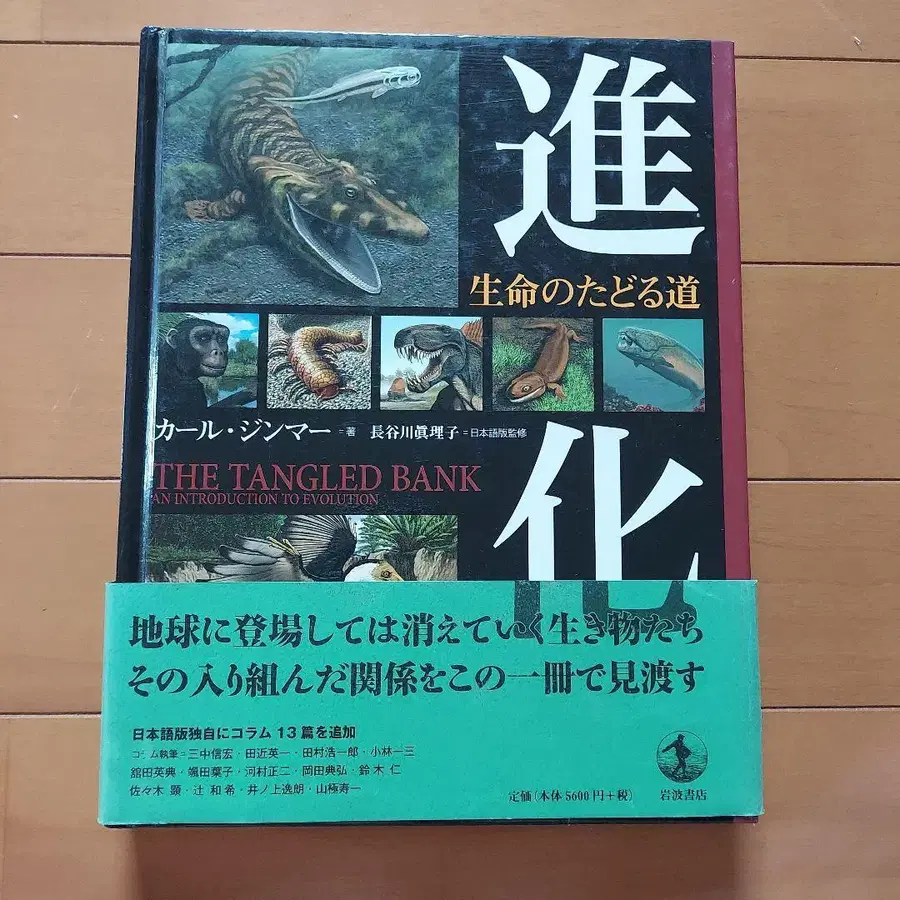 進化
生命のたどる道
カール・ジンマー=著 長谷川眞理子=日本語版監修
THE TANGLED BANK
AN INTRODUCTION TO EVOLUTION
地球に登場しては消えていく生き物たち
その入り組んだ関係をこの一冊で見渡す
日本語版独自にコラム 13 篇を追加
コラム執筆=三中信宏・田近英一・田村浩一郎・小林一三
舘田英典・颯田葉子・河村正二・岡田典弘・鈴木 仁
佐々木 顕・辻 和希・井ノ上逸朗・山極寿一
定価(本体5600円+税)
岩波書店